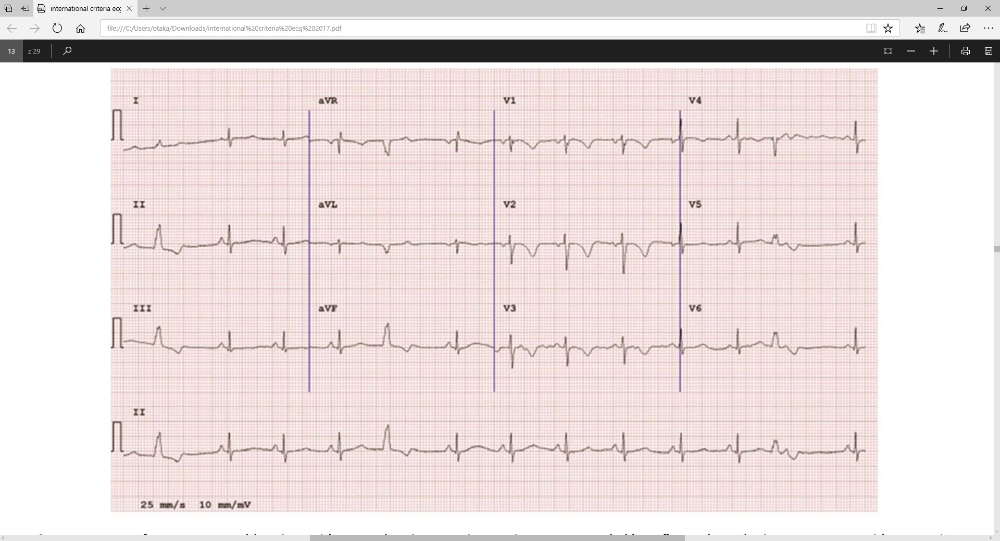 international criteria ecg
file:///C:/Users/otaka/Downloads/international%20criteria%20ecg%202017.pdf
13 z 29
I aVR V1 V4
II aVL V2 V5
III aVF V3 V6
II
25 mm/s 10 mm/mV